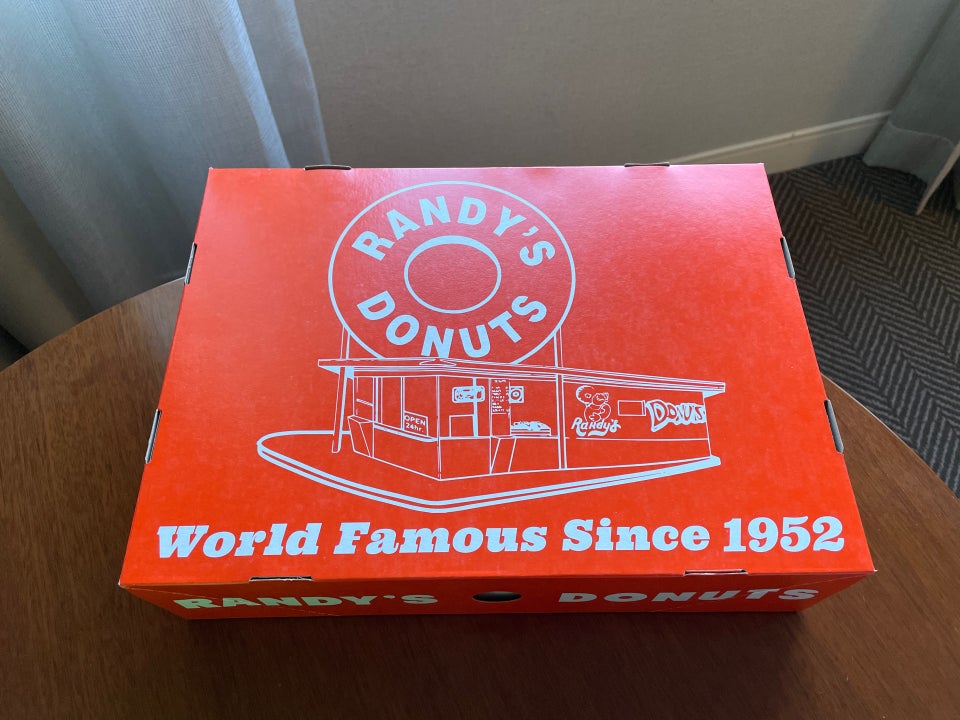 RANDY'S
DONUTS
OPEN
24hr.
Randy's
DONUTS
World Famous Since 1952
RANDY'S DONUTS